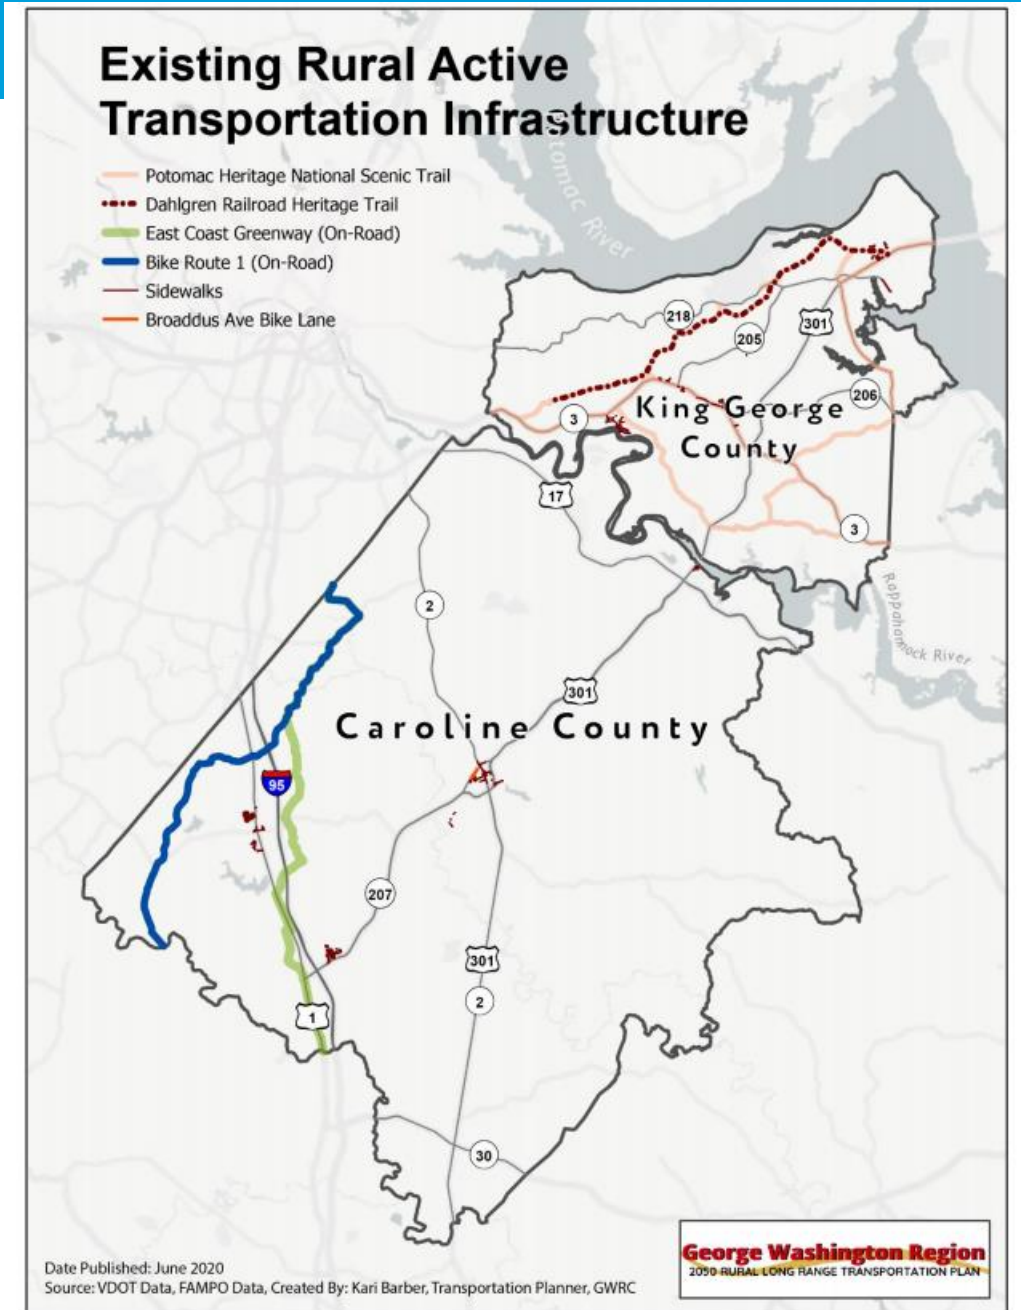 Existing Rural Active
Transportation Infrastructure
Potomac Heritage National Scenic Trail
Dahlgren Railroad Heritage Trail
East Coast Greenway (On-Road)
Bike Route 1 (On-Road)
Sidewalks
Broaddus Ave Bike Lane
Potomac River
218
205
301
206
3
King George
County
17
3
2
Rappahannock River
301
Caroline County
95
207
301
2
1
30
George Washington Region
2050 RURAL LONG RANGE TRANSPORTATION PLAN
Date Published: June 2020
Source: VDOT Data, FAMPO Data, Created By: Kari Barber, Transportation Planner, GWRC